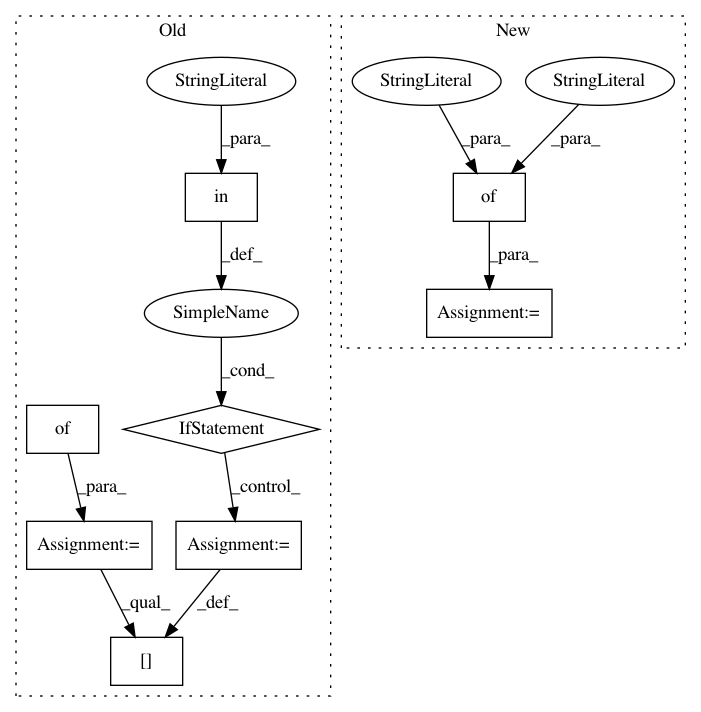 Old
New
StringLiteral
StringLiteral
StringLiteral
_para_
_para_
_para_
in
of
_def_
_para_
SimpleName
Assignment:=
_cond_
of
IfStatement
_para_
_control_
Assignment:=
Assignment:=
_qual_
_def_
[]